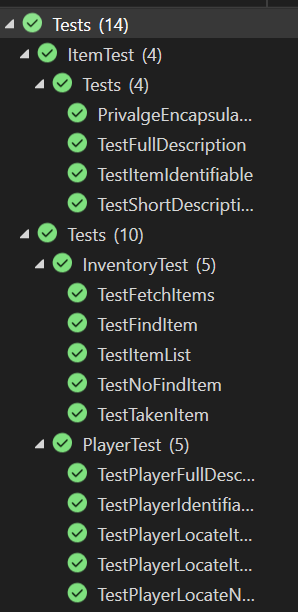 Tests (14)
ItemTest (4)
Tests (4)
PrivalgeEncapsula...
TestFullDescription
TestItemIdentifiable
TestShortDescripti...
Tests (10)
InventoryTest (5)
TestFetchItems
TestFindItem
TestItemList
TestNoFindItem
TestTakenItem
PlayerTest (5)
TestPlayerFullDesc...
TestPlayerIdentifia...
TestPlayerLocateIt...
TestPlayerLocateIt...
TestPlayerLocateN...